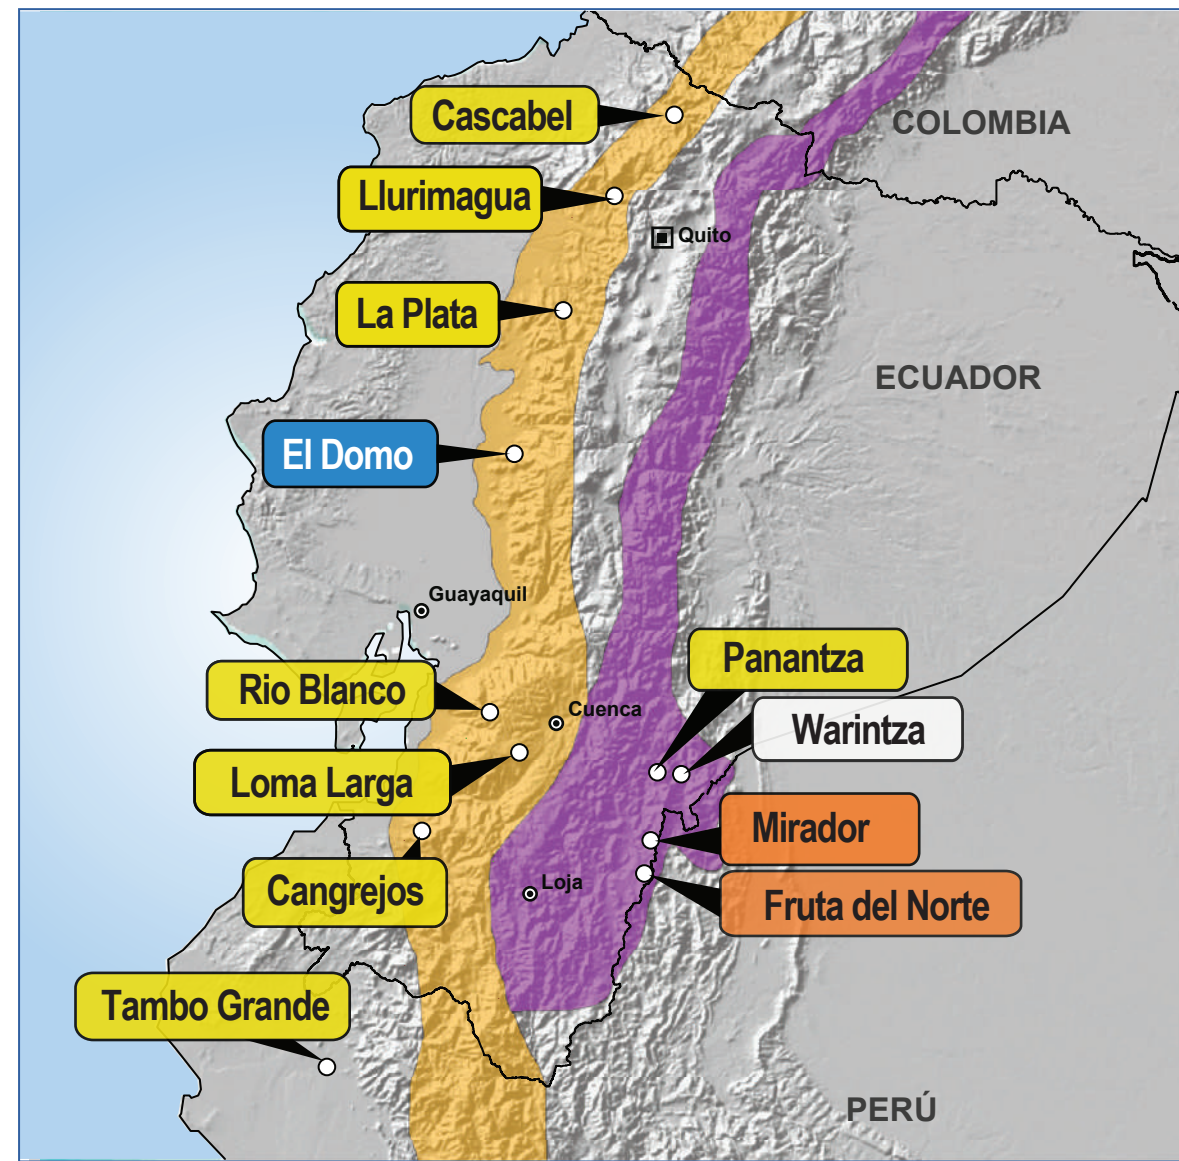 Cascabel
COLOMBIA
Llurimagua
Quito
La Plata
ECUADOR
El Domo
Guayaquil
Panantza
Rio Blanco
Cuenca
Warintza
Loma Larga
Mirador
Cangrejos
Loja
Fruta del Norte
Tambo Grande
PERÚ